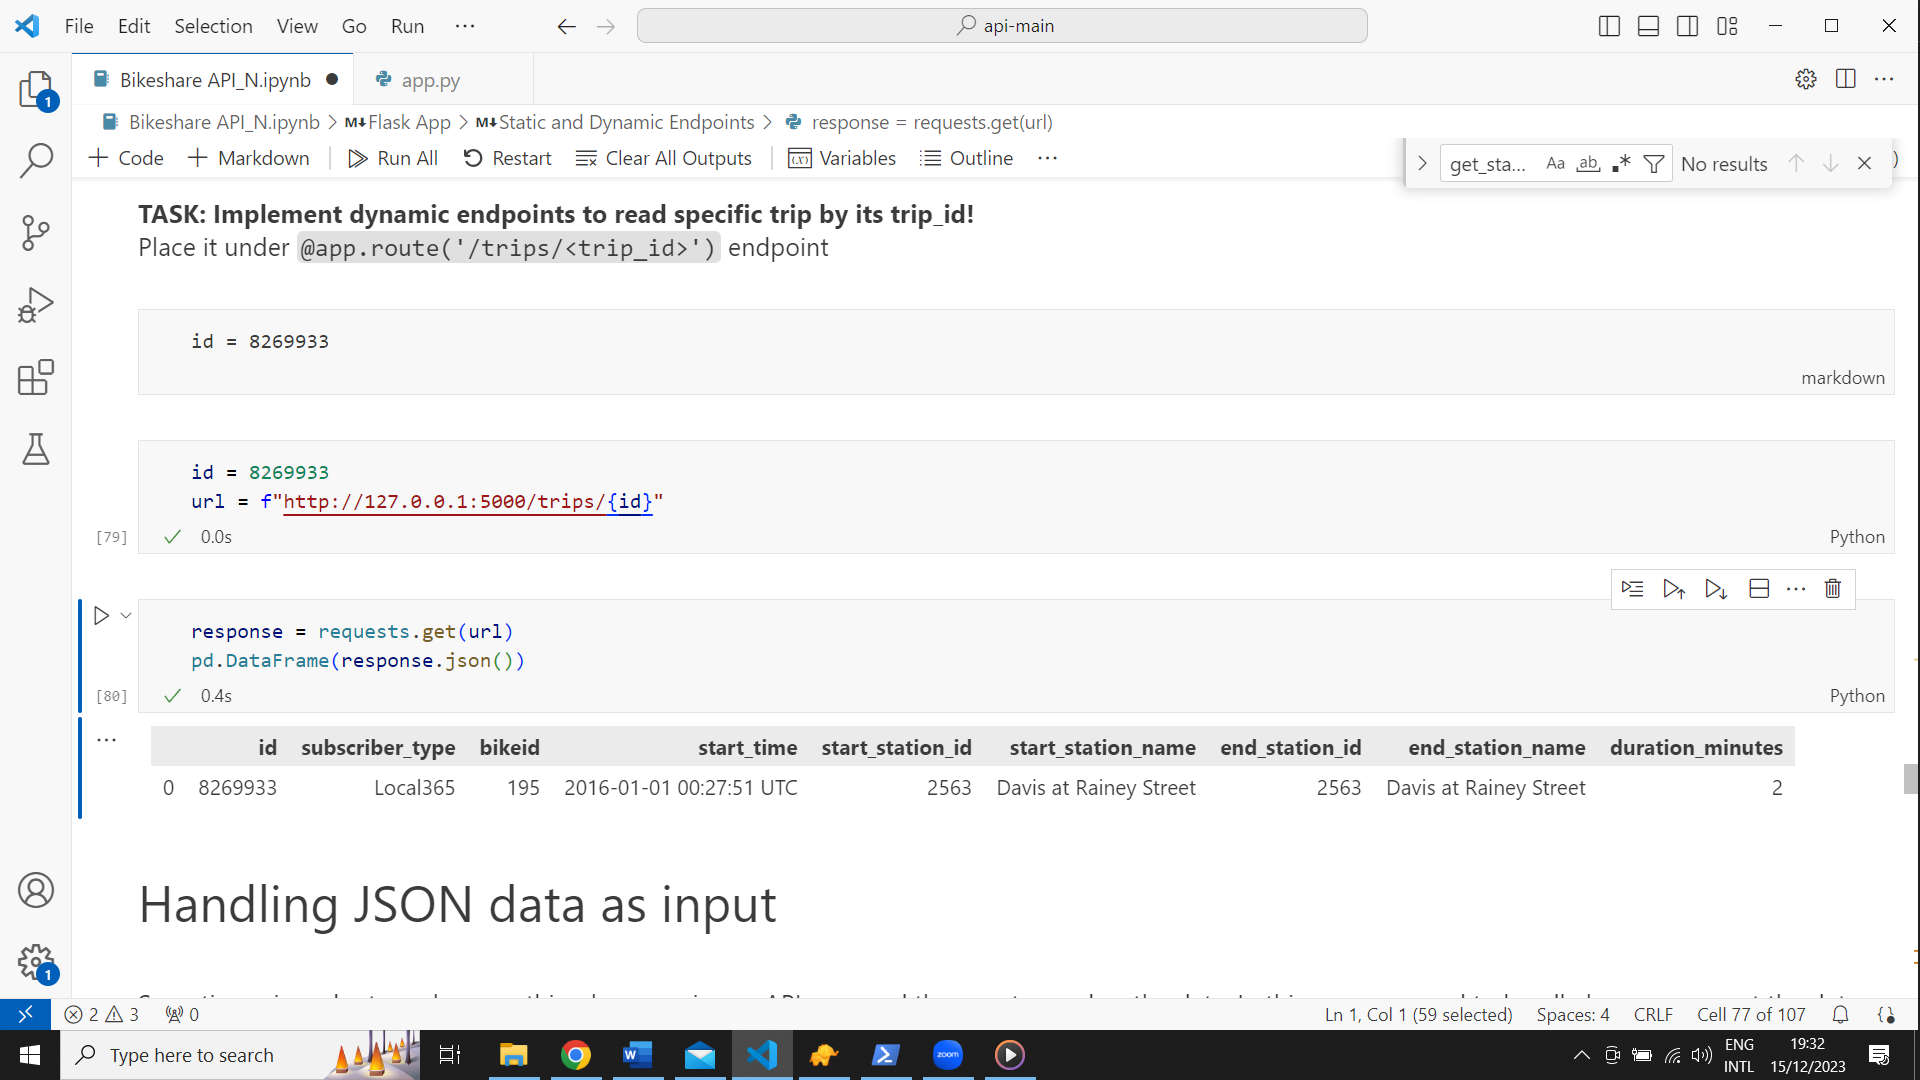 File Edit Selection View Go Run ···
api-main
Bikeshare API_N.ipynb
app.py
Bikeshare API_N.ipynb > M↓Flask App > M↓Static and Dynamic Endpoints > response = requests.get(url)
+ Code + Markdown Run All Restart Clear All Outputs Variables Outline ···
get_sta... Aa ab .* No results
TASK: Implement dynamic endpoints to read specific trip by its trip_id!
Place it under @app.route('/trips/<trip_id>') endpoint
id = 8269933
markdown
id = 8269933
url = f"http://127.0.0.1:5000/trips/{id}"
[79] 0.0s Python
response = requests.get(url)
pd.DataFrame(response.json())
[80] 0.4s Python
id subscriber_type bikeid start_time start_station_id start_station_name end_station_id end_station_name duration_minutes
0 8269933 Local365 195 2016-01-01 00:27:51 UTC 2563 Davis at Rainey Street 2563 Davis at Rainey Street 2
Handling JSON data as input
1
1
2 3 0 Ln 1, Col 1 (59 selected) Spaces: 4 CRLF Cell 77 of 107
Type here to search
zoom
ENG
INTL
19:32
15/12/2023